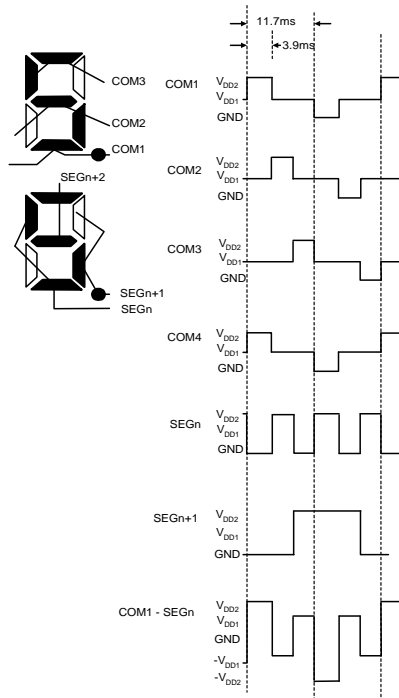 11.7ms
3.9ms
COM3
COM2
COM1
SEGn+2
SEGn+1
SEGn
COM1
VDD2
VDD1
GND
COM2
VDD2
VDD1
GND
COM3
VDD2
VDD1
GND
COM4
VDD2
VDD1
GND
SEGn
VDD2
VDD1
GND
SEGn+1
VDD2
VDD1
GND
COM1 - SEGn
VDD2
VDD1
GND
-VDD1
-VDD2